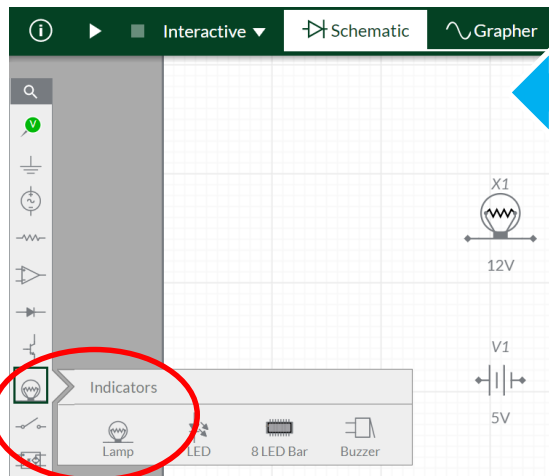 Interactive Schematic Grapher
V
X1
12V
V1
5V
Indicators
Lamp LED 8 LED Bar Buzzer